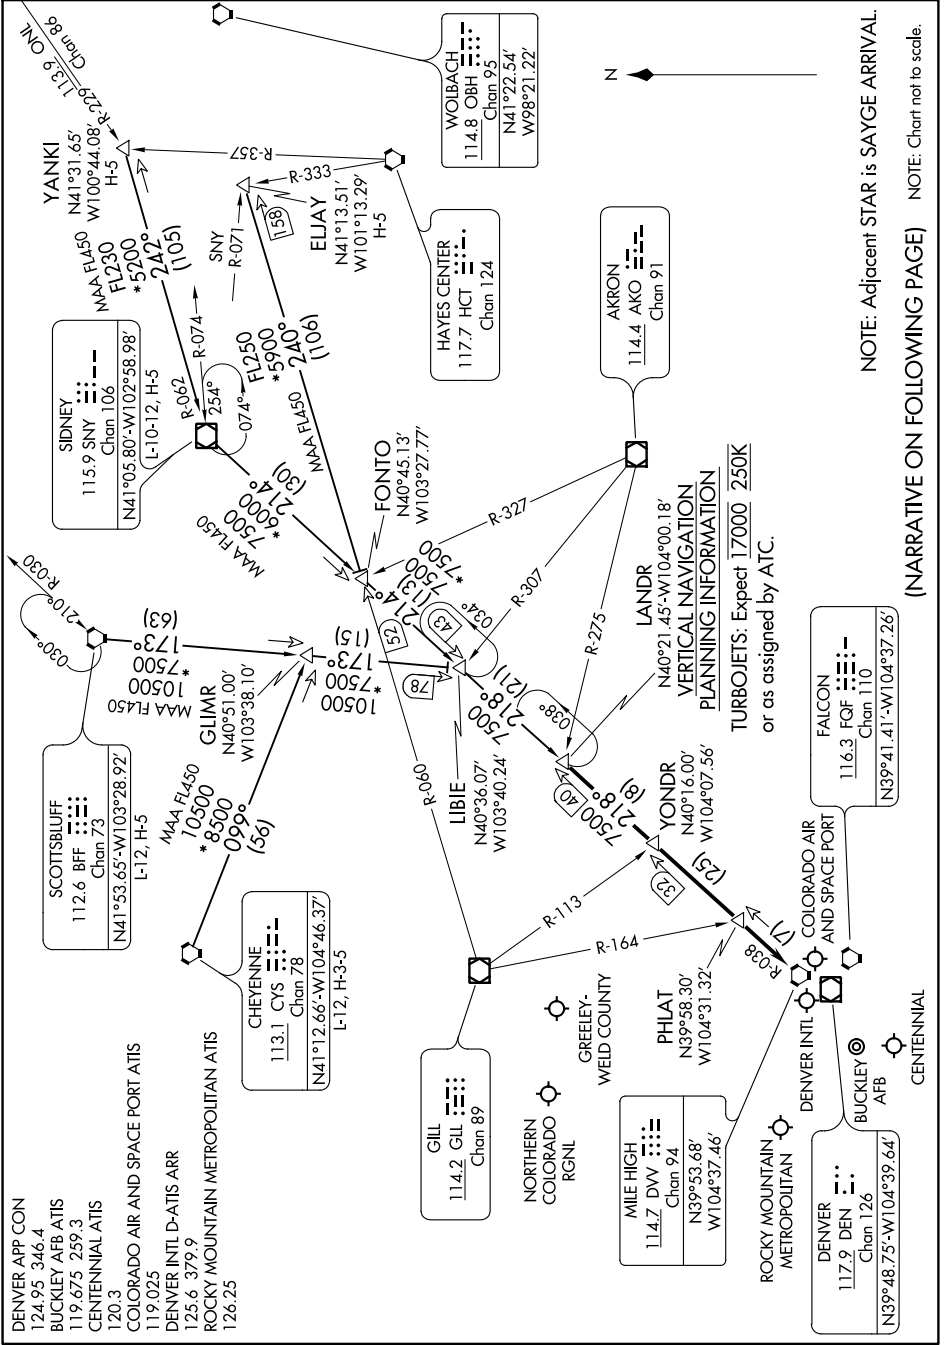 DENVER APP CON
124.95 346.4
BUCKLEY AFB ATIS
119.675 259.3
CENTENNIAL ATIS
120.3
COLORADO AIR AND SPACE PORT ATIS
119.025
DENVER INTL D-ATIS ARR
125.6 379.9
ROCKY MOUNTAIN METROPOLITAN ATIS
126.25
SCOTTSBLUFF
112.6 BFF
Chan 73
N41°53.65'-W103°28.92'
L-12, H-5
030°
210°
R-030
MAA FL450
10500
*7500
173°
(63)
SIDNEY
115.9 SNY
Chan 106
N41°05.80'-W102°58.98'
L-10-12, H-5
R-062
R-074
254°
074°
MAA FL450
FL230
*5200
242°
(105)
YANKI
N41°31.65'
W100°44.08'
H-5
R-229
113.9 ONL
Chan 86
R-357
SNY
R-071
R-333
158
ELJAY
N41°13.51'
W101°13.29'
H-5
FL250
*5900
240°
(106)
MAA FL450
WOLBACH
114.8 OBH
Chan 95
N41°22.54'
W98°21.22'
HAYES CENTER
117.7 HCT
Chan 124
CHEYENNE
113.1 CYS
Chan 78
N41°12.66'-W104°46.37'
L-12, H-3-5
MAA FL450
10500
*8500
099°
(56)
GLIMR
N40°51.00'
W103°38.10'
10500
*7500
173°
(15)
78
MAA FL450
7500
*6000
214°
(30)
FONTO
N40°45.13'
W103°27.77'
52
214°
(13)
7500
*7500
43
034°
R-327
R-307
R-275
AKRON
114.4 AKO
Chan 91
LIBIE
N40°36.07'
W103°40.24'
R-060
7500
218°
(21)
038°
LANDR
N40°21.45'-W104°00.18'
VERTICAL NAVIGATION
PLANNING INFORMATION
TURBOJETS: Expect 17000 250K
or as assigned by ATC.
40
7500
218°
(8)
YONDR
N40°16.00'
W104°07.56'
32
(25)
GILL
114.2 GLL
Chan 89
R-113
R-164
PHLAT
N39°58.30'
W104°31.32'
(7)
R-038
NORTHERN
COLORADO
RGNL
GREELEY-
WELD COUNTY
MILE HIGH
114.7 DVV
Chan 94
N39°53.68'
W104°37.46'
ROCKY MOUNTAIN
METROPOLITAN
DENVER INTL
COLORADO AIR
AND SPACE PORT
FALCON
116.3 FQF
Chan 110
N39°41.41'-W104°37.26'
DENVER
117.9 DEN
Chan 126
N39°48.75'-W104°39.64'
BUCKLEY
AFB
CENTENNIAL
N
NOTE: Adjacent STAR is SAYGE ARRIVAL.
(NARRATIVE ON FOLLOWING PAGE)
NOTE: Chart not to scale.